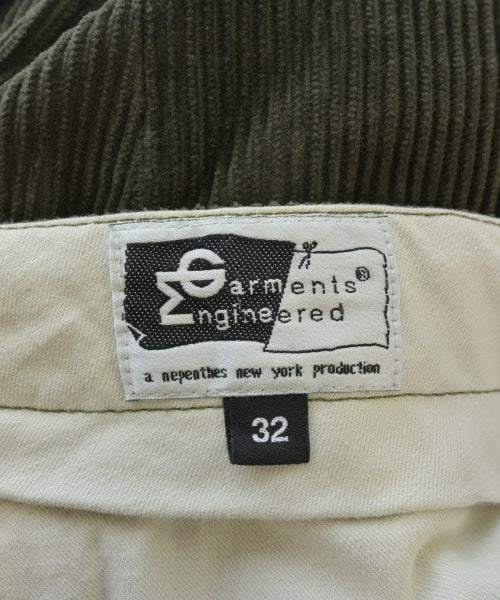 Garments®
Engineered
a nepenthes new york production
32